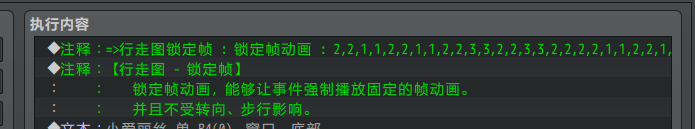 执行内容
◆注释：=>行走图锁定帧 : 锁定帧动画 : 2,2,1,1,2,2,1,1,2,2,3,3,2,2,3,3,2,2,2,2,1,1,2,2,1,
◆注释：【行走图 - 锁定帧】
：　　：　锁定帧动画，能够让事件强制播放固定的帧动画。
：　　：　并且不受转向、步行影响。